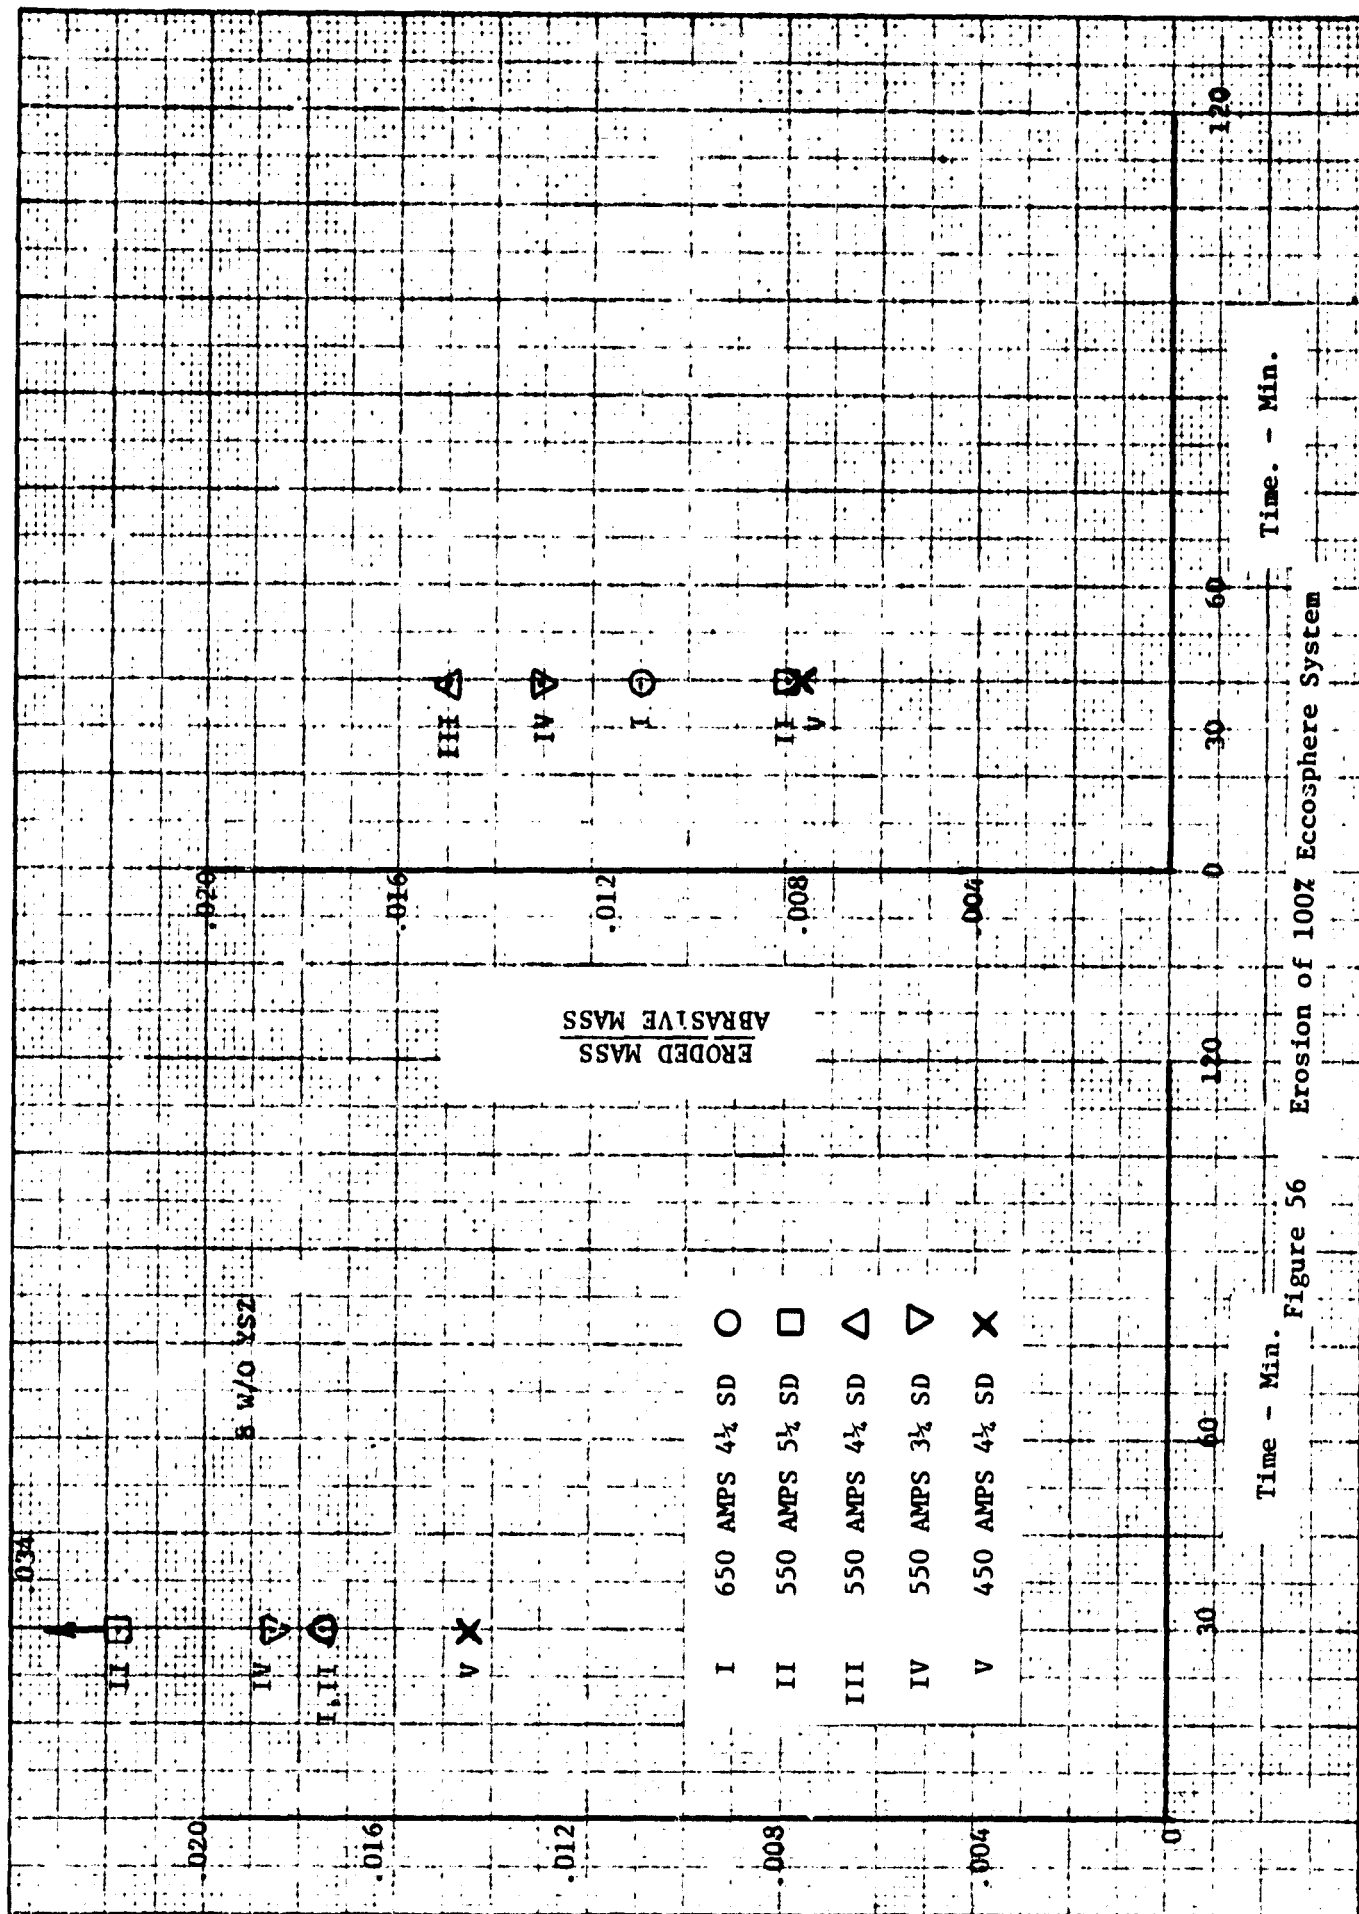 .034
II
8 W/O YSZ
.020
IV
.016
I,III
V
.012
I 650 AMPS 4½ SD
II 550 AMPS 5½ SD
III 550 AMPS 4½ SD
IV 550 AMPS 3½ SD
V 450 AMPS 4½ SD
.008
.004
0
30
60
120
Time - Min.
ERODED MASS
ABRASIVE MASS
.020
.016
III
IV
.012
I
.008
II
V
.004
0
30
60
120
Time. - Min.
Figure 56 Erosion of 100% Eccosphere System